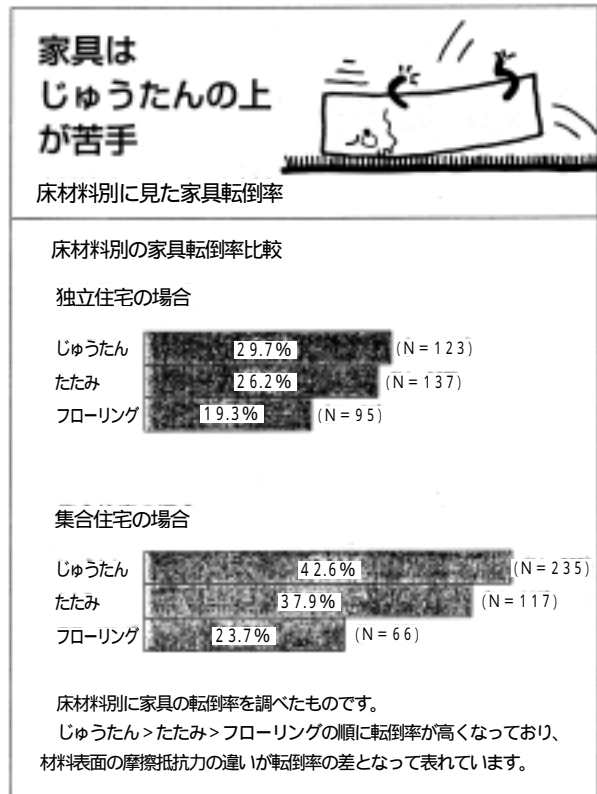 家具は
じゅうたんの上
が苦手
床材料別に見た家具転倒率
床材料別の家具転倒率比較
独立住宅の場合
じゅうたん 29.7% (N=123)
たたみ 26.2% (N=137)
フローリング 19.3% (N=95)
集合住宅の場合
じゅうたん 42.6% (N=235)
たたみ 37.9% (N=117)
フローリング 23.7% (N=66)
床材料別に家具の転倒率を調べたものです。
じゅうたん>たたみ>フローリングの順に転倒率が高くなっており、
材料表面の摩擦抵抗力の違いが転倒率の差となって表れています。